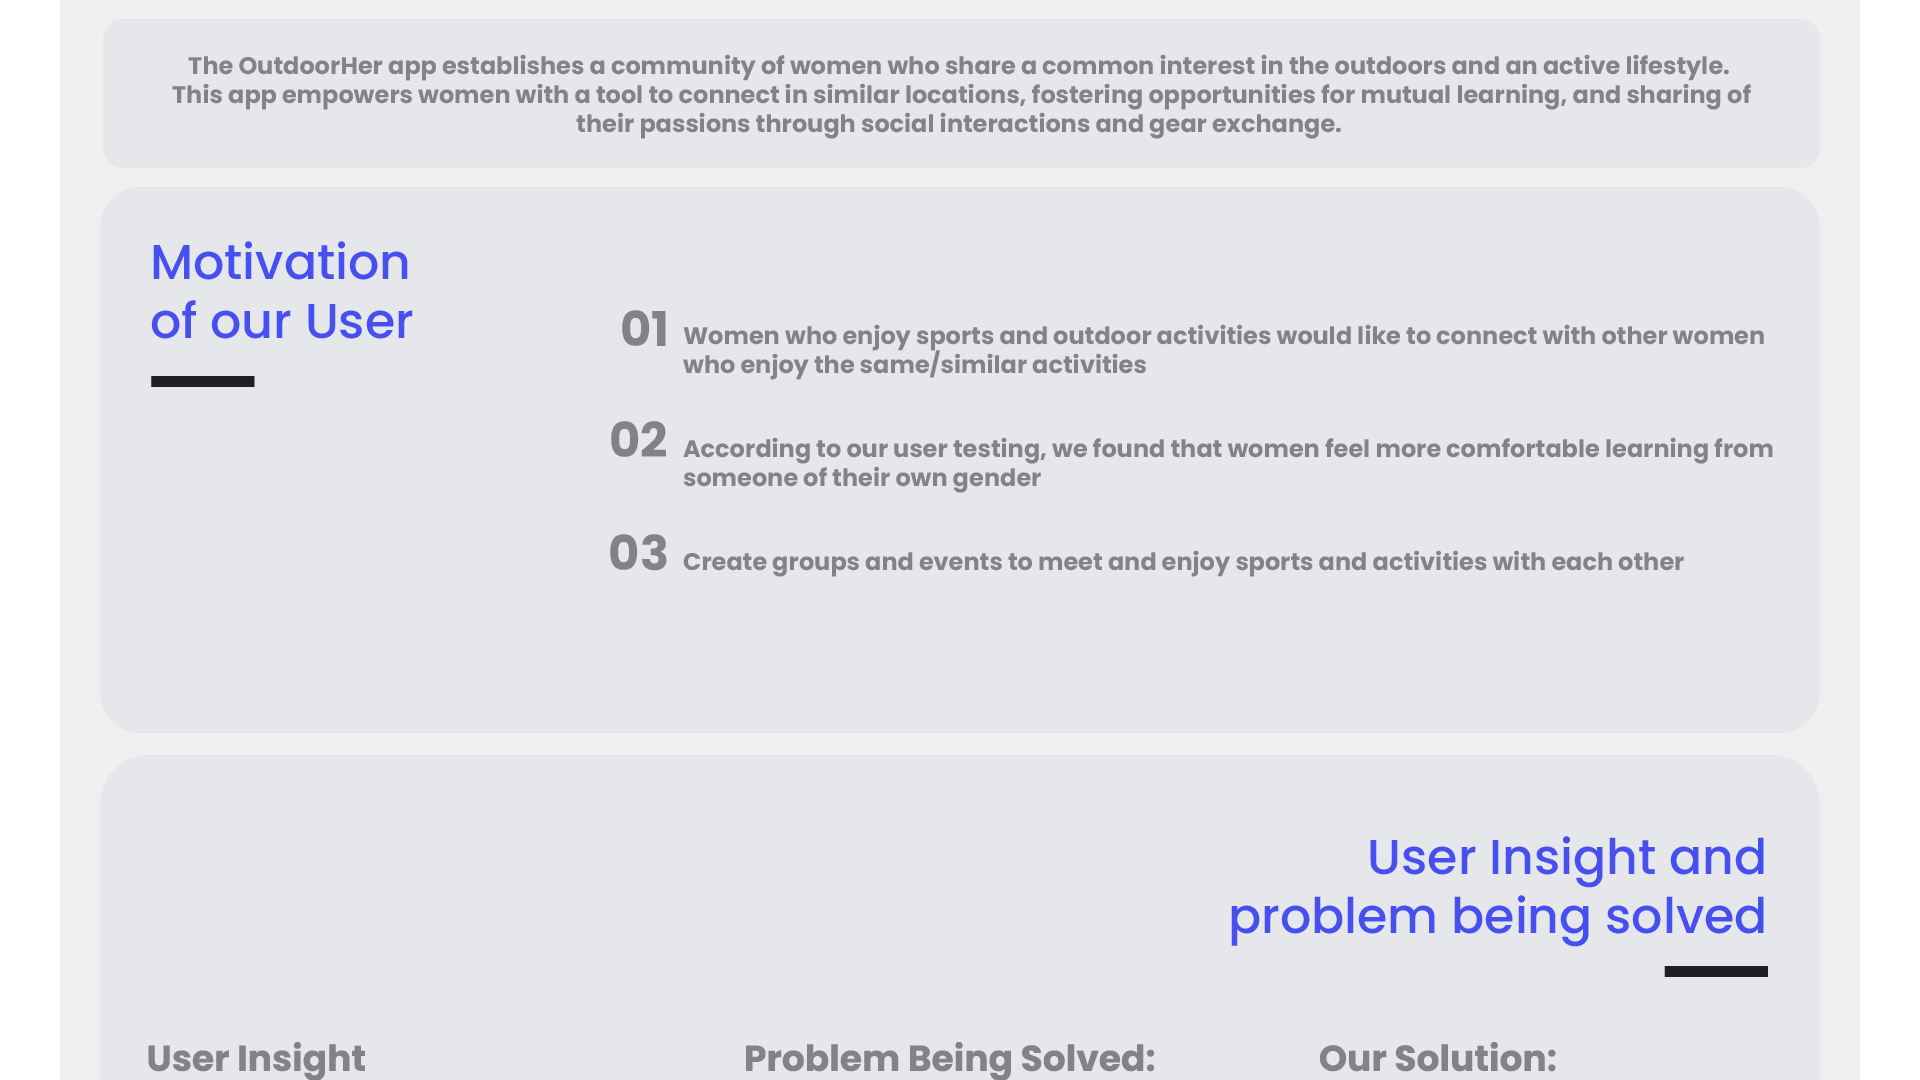 The OutdoorHer app establishes a community of women who share a common interest in the outdoors and an active lifestyle.
This app empowers women with a tool to connect in similar locations, fostering opportunities for mutual learning, and sharing of
their passions through social interactions and gear exchange.
Motivation
of our User
01 Women who enjoy sports and outdoor activities would like to connect with other women
who enjoy the same/similar activities
02 According to our user testing, we found that women feel more comfortable learning from
someone of their own gender
03 Create groups and events to meet and enjoy sports and activities with each other
User Insight and
problem being solved
User Insight
Problem Being Solved:
Our Solution: